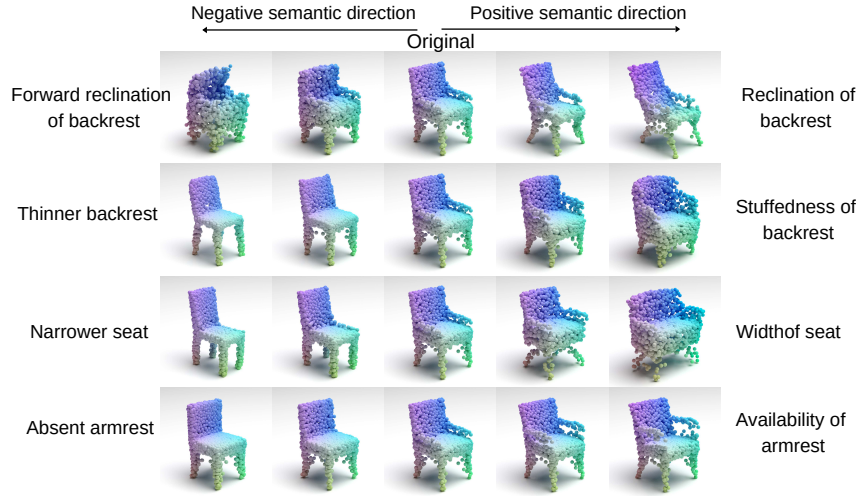 Negative semantic direction
Positive semantic direction
Original
Forward reclination
of backrest
Reclination of
backrest
Thinner backrest
Stuffedness of
backrest
Narrower seat
Widthof seat
Absent armrest
Availability of
armrest